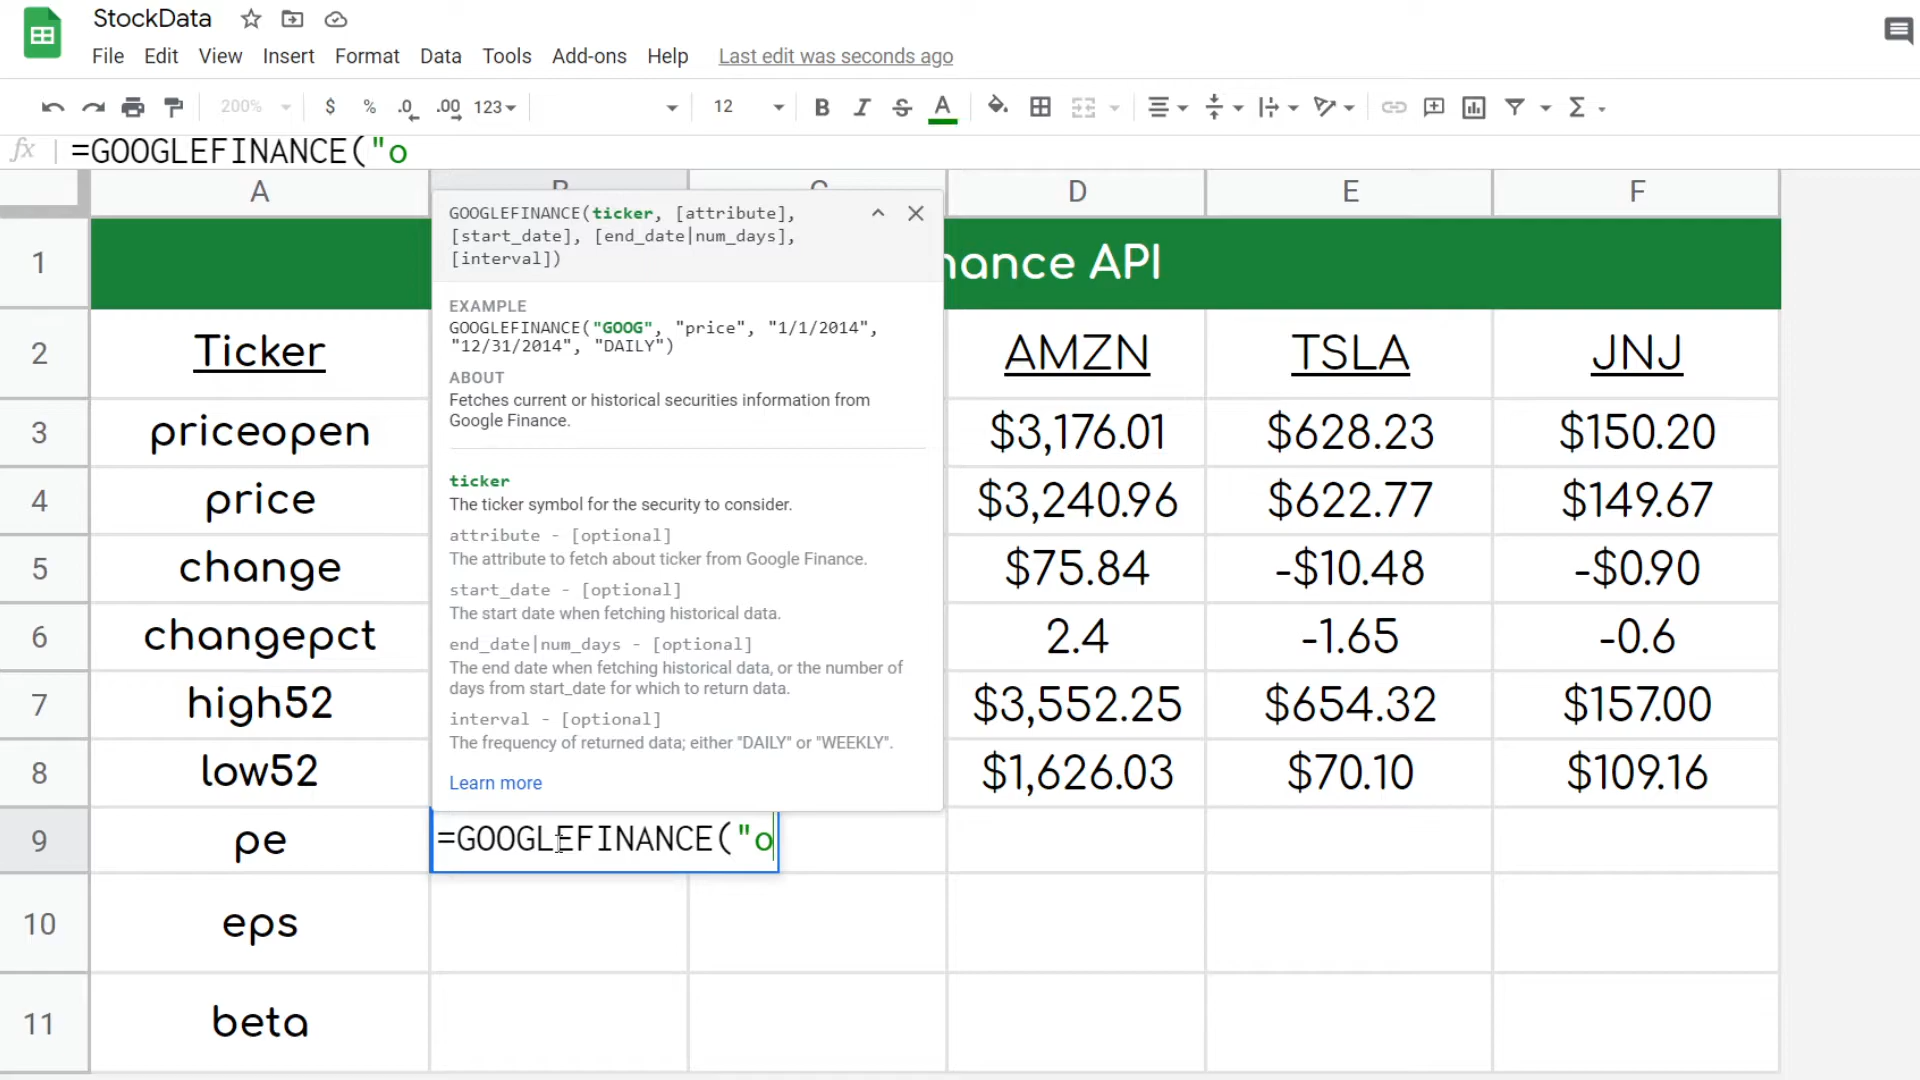 StockData
File Edit View Insert Format Data Tools Add-ons Help Last edit was seconds ago
200% $ % .0 .00 123 12 B I S A
fx =GOOGLEFINANCE("o
A D E F
GOOGLEFINANCE(ticker, [attribute],
[start_date], [end_date|num_days],
[interval])
EXAMPLE
GOOGLEFINANCE("GOOG", "price", "1/1/2014",
"12/31/2014", "DAILY")
ABOUT
Fetches current or historical securities information from
Google Finance.
ticker
The ticker symbol for the security to consider.
attribute - [optional]
The attribute to fetch about ticker from Google Finance.
start_date - [optional]
The start date when fetching historical data.
end_date|num_days - [optional]
The end date when fetching historical data, or the number of
days from start_date for which to return data.
interval - [optional]
The frequency of returned data; either "DAILY" or "WEEKLY".
Learn more
1 nance API
2 Ticker AMZN TSLA JNJ
3 priceopen $3,176.01 $628.23 $150.20
4 price $3,240.96 $622.77 $149.67
5 change $75.84 -$10.48 -$0.90
6 changepct 2.4 -1.65 -0.6
7 high52 $3,552.25 $654.32 $157.00
8 low52 $1,626.03 $70.10 $109.16
9 pe =GOOGLEFINANCE("o
10 eps
11 beta